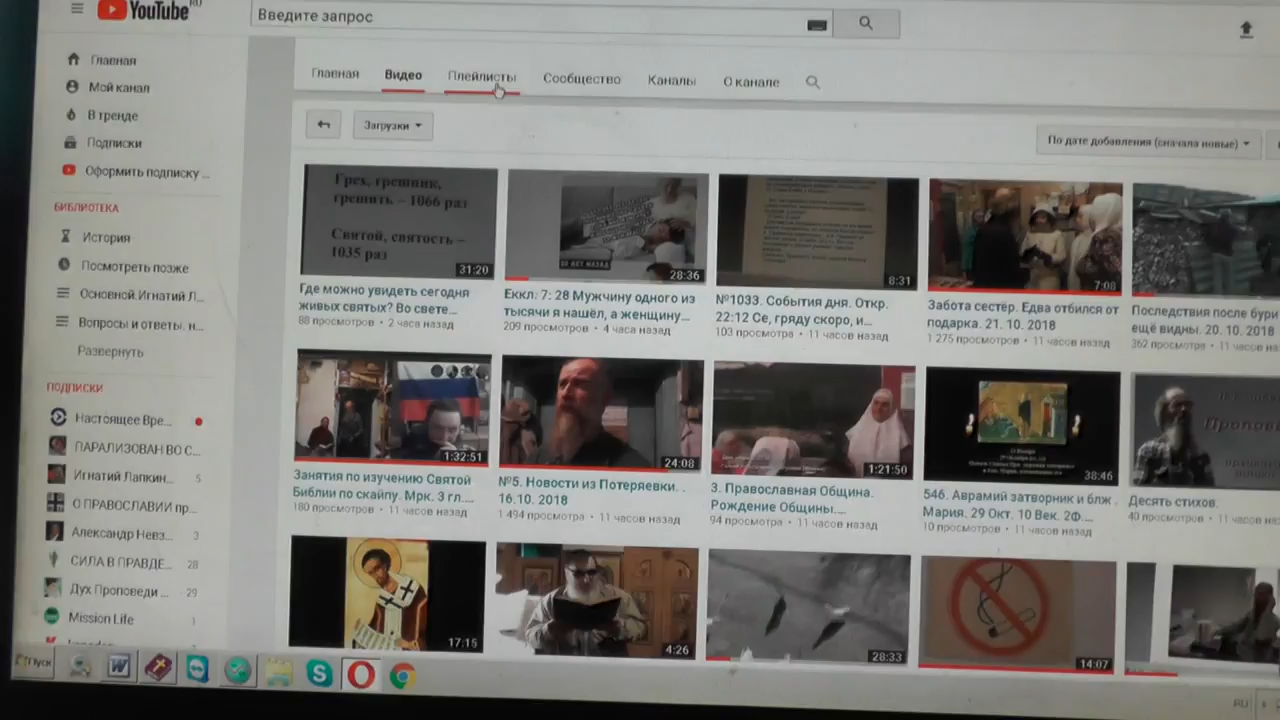 YouTube RU
Введите запрос
Главная
Мой канал
В тренде
Подписки
Оформить подписку ...
БИБЛИОТЕКА
История
Посмотреть позже
Основной.Игнатий Л...
Вопросы и ответы. н...
Развернуть
ПОДПИСКИ
Настоящее Вре...
ПАРАЛИЗОВАН ВО С...
Игнатий Лапкин... 5
О ПРАВОСЛАВИИ пр...
Александр Невз... 3
СИЛА В ПРАВДЕ... 28
Дух Проповеди ... 29
Mission Life 1
Главная Видео Плейлисты Сообщество Каналы О канале
Загрузки
По дате добавления (сначала новые)
Грех, грешник,
грешить – 1066 раз
Святой, святость –
1035 раз
31:20
Где можно увидеть сегодня
живых святых? Во свете...
88 просмотров • 2 часа назад
28:36
Еккл. 7: 28 Мужчину одного из
тысячи я нашёл, а женщину...
209 просмотров • 4 часа назад
8:31
№1033. События дня. Откр.
22:12 Се, гряду скоро, и...
103 просмотра • 11 часов назад
7:08
Забота сестёр. Едва отбился от
подарка. 21. 10. 2018
1 275 просмотров • 11 часов назад
Последствия после бури
ещё видны. 20. 10. 2018
362 просмотра • 11 часов на
1:32:51
Занятия по изучению Святой
Библии по скайпу. Мрк. 3 гл....
180 просмотров • 11 часов назад
24:08
№5. Новости из Потеряевки. .
16.10. 2018
1 494 просмотра • 11 часов назад
1:21:50
3. Православная Община.
Рождение Общины....
94 просмотра • 11 часов назад
38:46
546. Аврамий затворник и блж .
Мария. 29 Окт. 10 Век. 2Ф....
10 просмотров • 11 часов назад
Десять стихов.
40 просмотров • 11 часов на
17:15
4:26
28:33
14:07
Пуск
RU